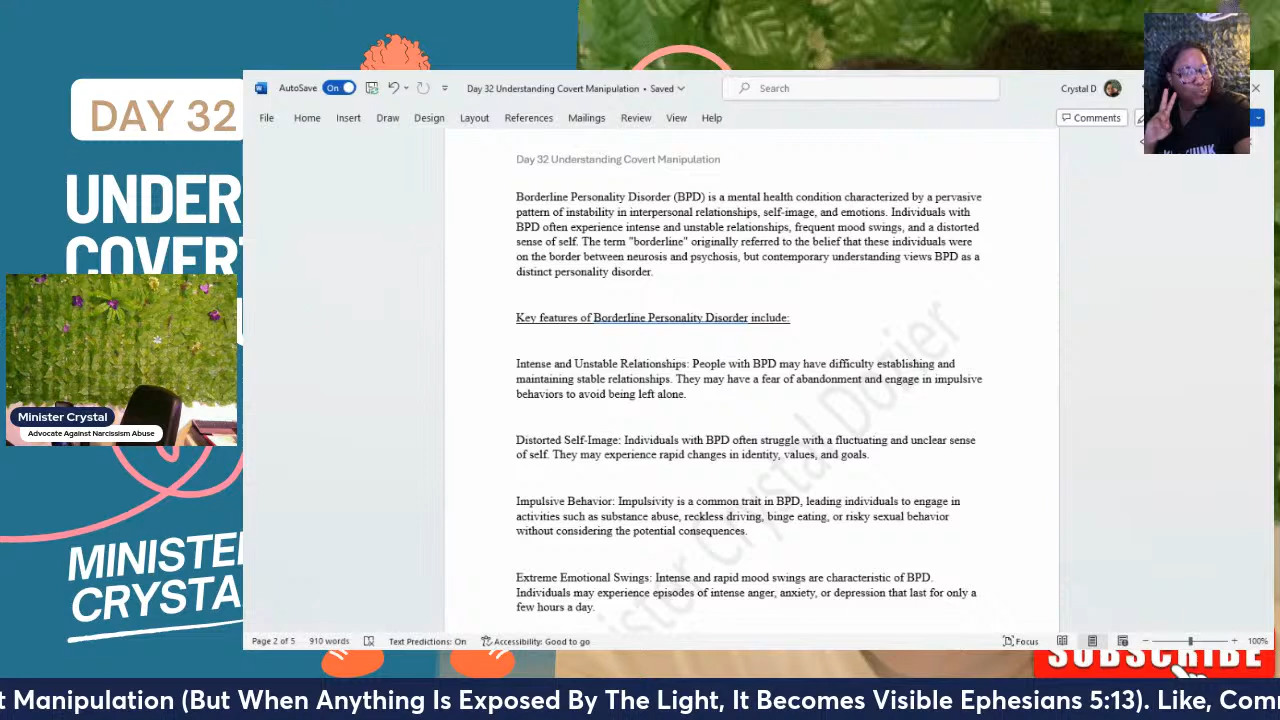 DAY 32
UNDER
COVERT
MINISTE
CRYSTA
Minister Crystal
Advocate Against Narcissism Abuse
AutoSave On
Day 32 Understanding Covert Manipulation • Saved
Search
Crystal D
File Home Insert Draw Design Layout References Mailings Review View Help
Comments
Day 32 Understanding Covert Manipulation
Borderline Personality Disorder (BPD) is a mental health condition characterized by a pervasive
pattern of instability in interpersonal relationships, self-image, and emotions. Individuals with
BPD often experience intense and unstable relationships, frequent mood swings, and a distorted
sense of self. The term "borderline" originally referred to the belief that these individuals were
on the border between neurosis and psychosis, but contemporary understanding views BPD as a
distinct personality disorder.
Key features of Borderline Personality Disorder include:
Intense and Unstable Relationships: People with BPD may have difficulty establishing and
maintaining stable relationships. They may have a fear of abandonment and engage in impulsive
behaviors to avoid being left alone.
Distorted Self-Image: Individuals with BPD often struggle with a fluctuating and unclear sense
of self. They may experience rapid changes in identity, values, and goals.
Impulsive Behavior: Impulsivity is a common trait in BPD, leading individuals to engage in
activities such as substance abuse, reckless driving, binge eating, or risky sexual behavior
without considering the potential consequences.
Extreme Emotional Swings: Intense and rapid mood swings are characteristic of BPD.
Individuals may experience episodes of intense anger, anxiety, or depression that last for only a
few hours a day.
ister Crystal Dozier
Page 2 of 5 910 words Text Predictions: On Accessibility: Good to go Focus 100%
SUBSCRIBE
t Manipulation (But When Anything Is Exposed By The Light, It Becomes Visible Ephesians 5:13). Like, Com